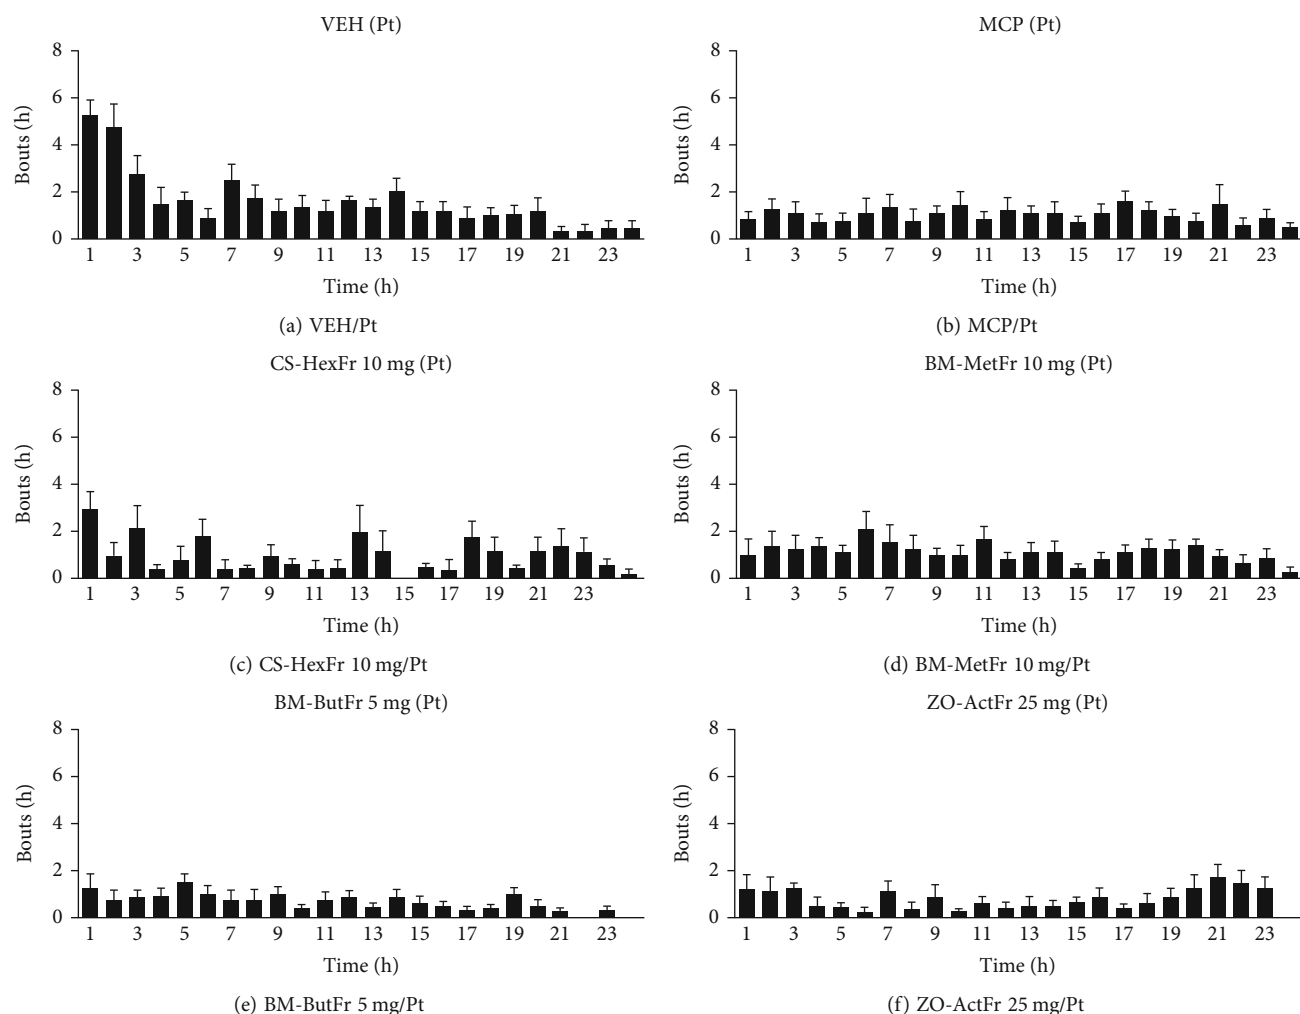 VEH (Pt)
8
6
4
2
0
Bouts (h)
1 3 5 7 9 11 13 15 17 19 21 23
Time (h)
(a) VEH/Pt
MCP (Pt)
8
6
4
2
0
Bouts (h)
1 3 5 7 9 11 13 15 17 19 21 23
Time (h)
(b) MCP/Pt
CS-HexFr 10 mg (Pt)
8
6
4
2
0
Bouts (h)
1 3 5 7 9 11 13 15 17 19 21 23
Time (h)
(c) CS-HexFr 10 mg/Pt
BM-MetFr 10 mg (Pt)
8
6
4
2
0
Bouts (h)
1 3 5 7 9 11 13 15 17 19 21 23
Time (h)
(d) BM-MetFr 10 mg/Pt
BM-ButFr 5 mg (Pt)
8
6
4
2
0
Bouts (h)
1 3 5 7 9 11 13 15 17 19 21 23
Time (h)
(e) BM-ButFr 5 mg/Pt
ZO-ActFr 25 mg (Pt)
8
6
4
2
0
Bouts (h)
1 3 5 7 9 11 13 15 17 19 21 23
Time (h)
(f) ZO-ActFr 25 mg/Pt